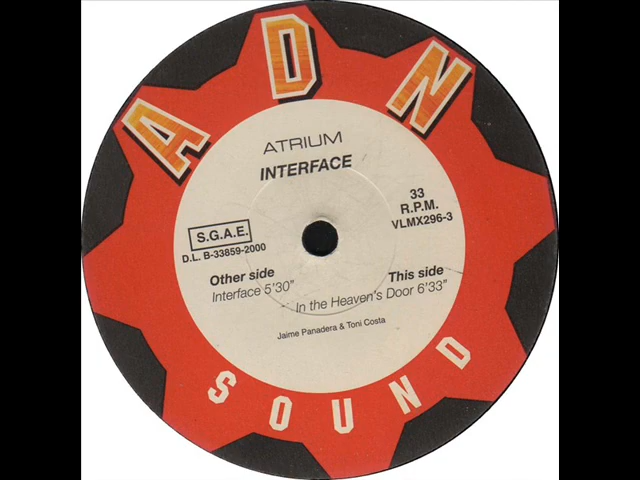 ADN
ATRIUM
INTERFACE
33
R.P.M.
VLMX296-3
S.G.A.E.
D.L. B-33859-2000
Other side
Interface 5'30"
This side
In the Heaven's Door 6'33"
Jaime Panadera & Toni Costa
SOUND